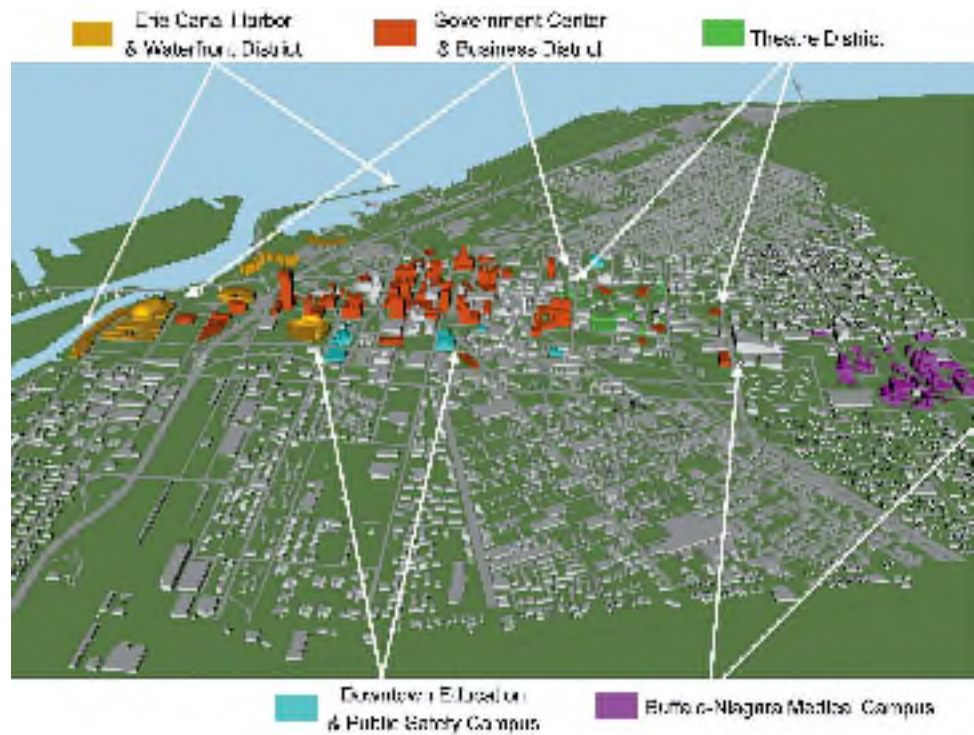 Erie Canal Harbor
& Waterfront District
Government Center
& Business District
Theatre District
Downtown Education
& Public Safety Campus
Buffalo-Niagara Medical Campus